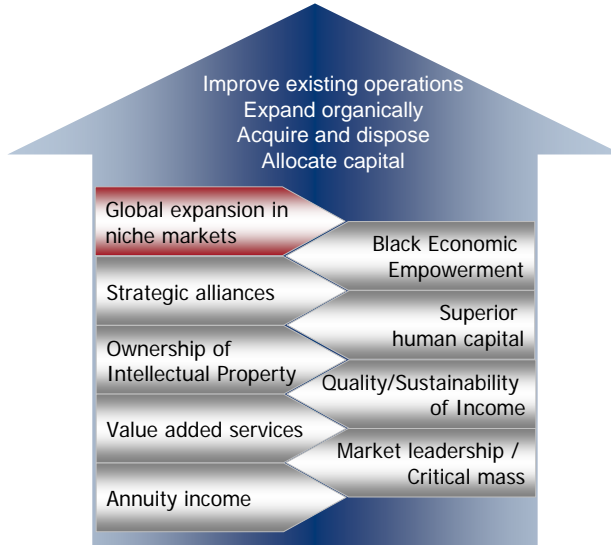 Improve existing operations
Expand organically
Acquire and dispose
Allocate capital
Global expansion in
niche markets
Black Economic
Empowerment
Strategic alliances
Superior
human capital
Ownership of
Intellectual Property
Quality/Sustainability
of Income
Value added services
Market leadership /
Critical mass
Annuity income